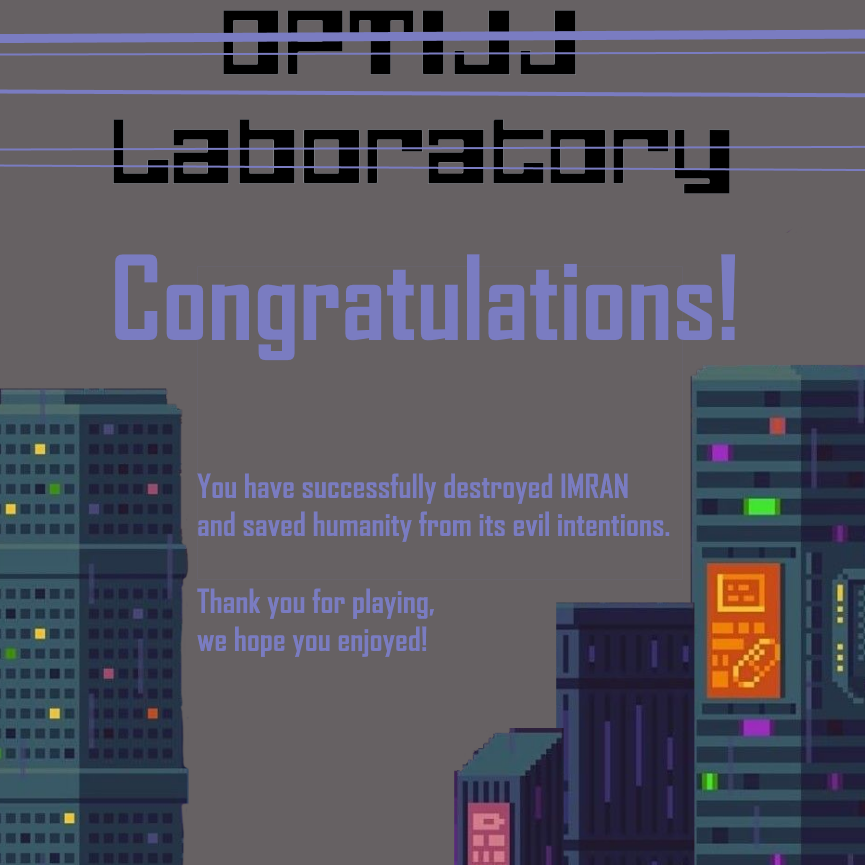 OPTIJJ
Laboratory
Congratulations!
You have successfully destroyed IMRAN
and saved humanity from its evil intentions.
Thank you for playing,
we hope you enjoyed!